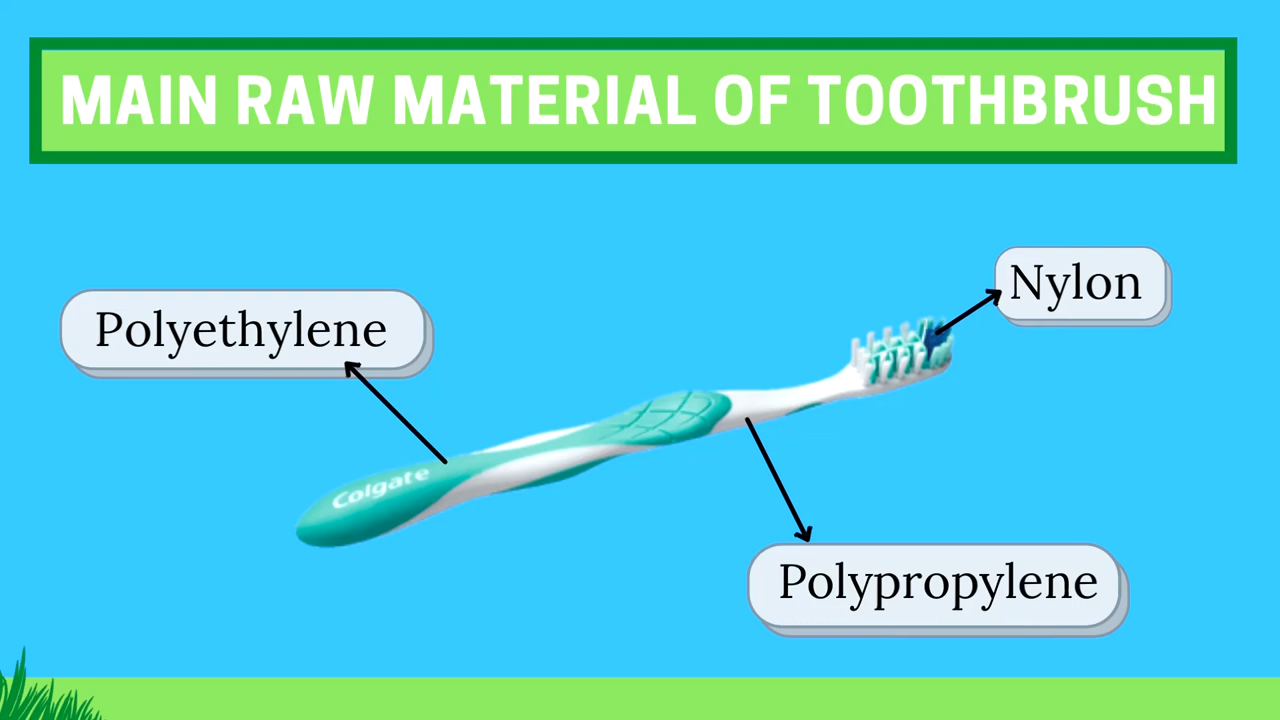 MAIN RAW MATERIAL OF TOOTHBRUSH
Nylon
Polyethylene
Colgate
Polypropylene